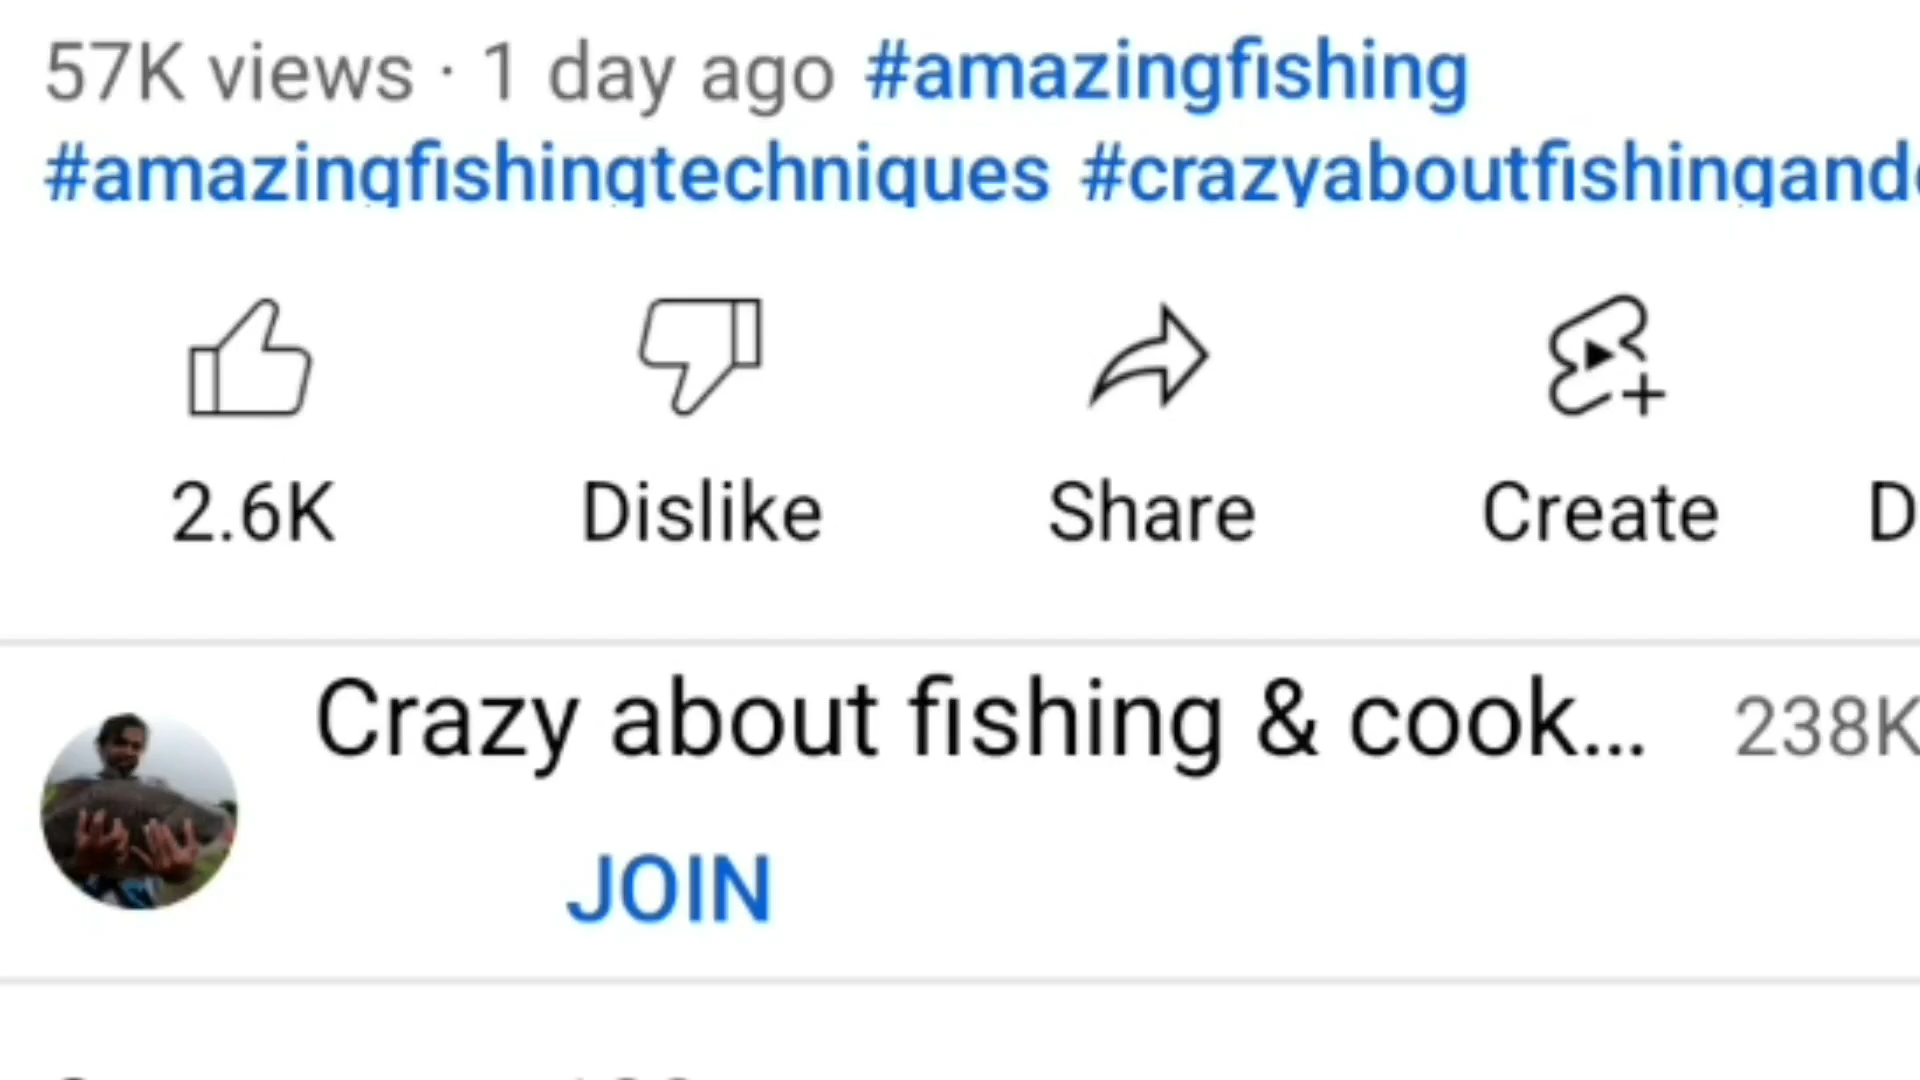 57K views · 1 day ago #amazingfishing
#amazingfishingtechniques #crazyaboutfishingand
2.6K Dislike Share Create D
Crazy about fishing & cook... 238K
JOIN